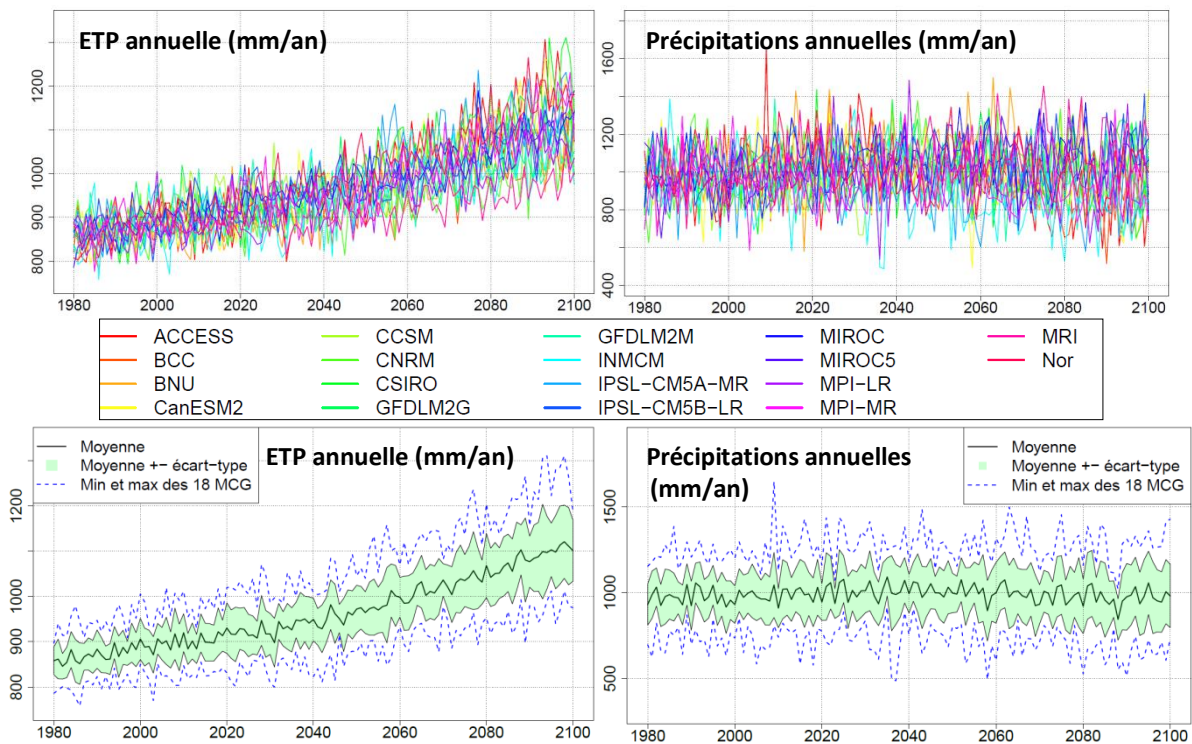 ETP annuelle (mm/an)
800 900 1000 1200
1980 2000 2020 2040 2060 2080 2100
Précipitations annuelles (mm/an)
400 800 1200 1600
1980 2000 2020 2040 2060 2080 2100
ACCESS
BCC
BNU
CanESM2
CCSM
CNRM
CSIRO
GFDLM2G
GFDLM2M
INMCM
IPSL−CM5A−MR
IPSL−CM5B−LR
MIROC
MIROC5
MPI−LR
MPI−MR
MRI
Nor
Moyenne
Moyenne +− écart−type
Min et max des 18 MCG
ETP annuelle (mm/an)
800 900 1000 1200
1980 2000 2020 2040 2060 2080 2100
Précipitations annuelles
(mm/an)
Moyenne
Moyenne +− écart−type
Min et max des 18 MCG
500 1000 1500
1980 2000 2020 2040 2060 2080 2100